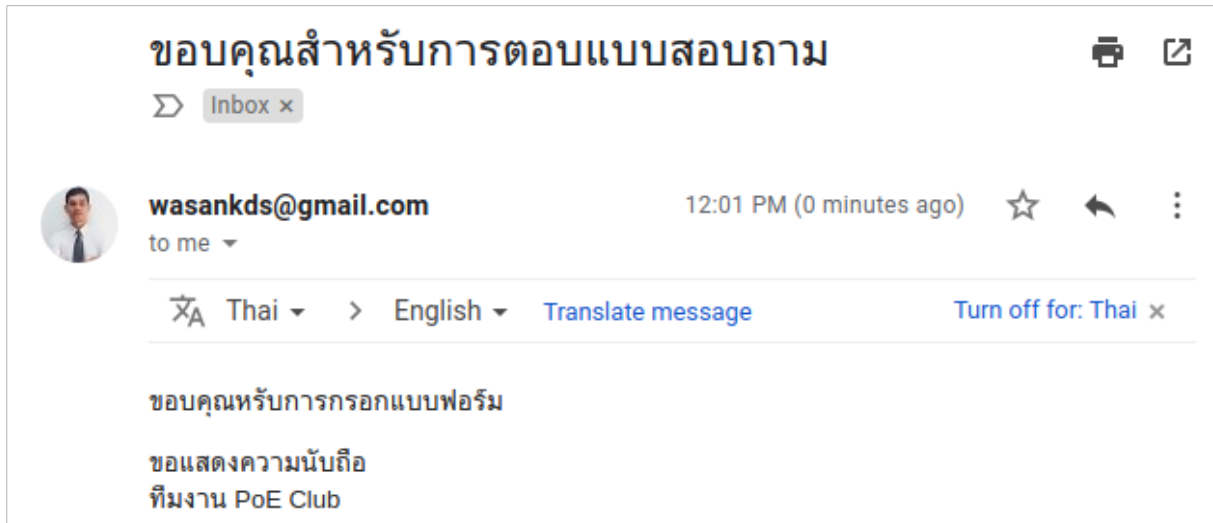 ขอบคุณสำหรับการตอบแบบสอบถาม
Inbox ×
wasankds@gmail.com
12:01 PM (0 minutes ago)
to me
Thai > English Translate message Turn off for: Thai ×
ขอบคุณหรับการกรอกแบบฟอร์ม
ขอแสดงความนับถือ
ทีมงาน PoE Club